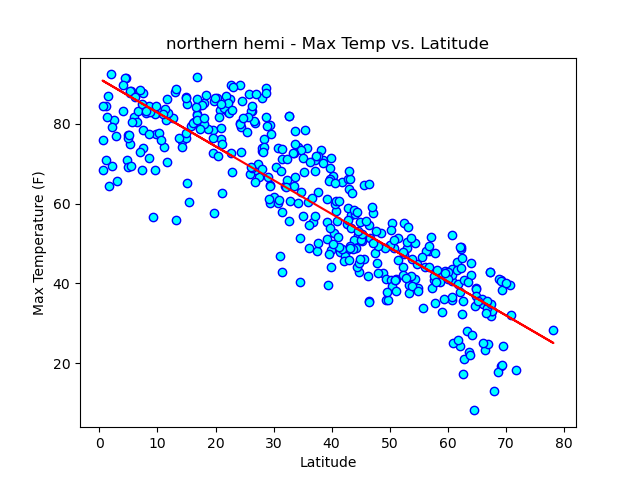 northern hemi - Max Temp vs. Latitude
80
60
40
20
Max Temperature (F)
0 10 20 30 40 50 60 70 80
Latitude